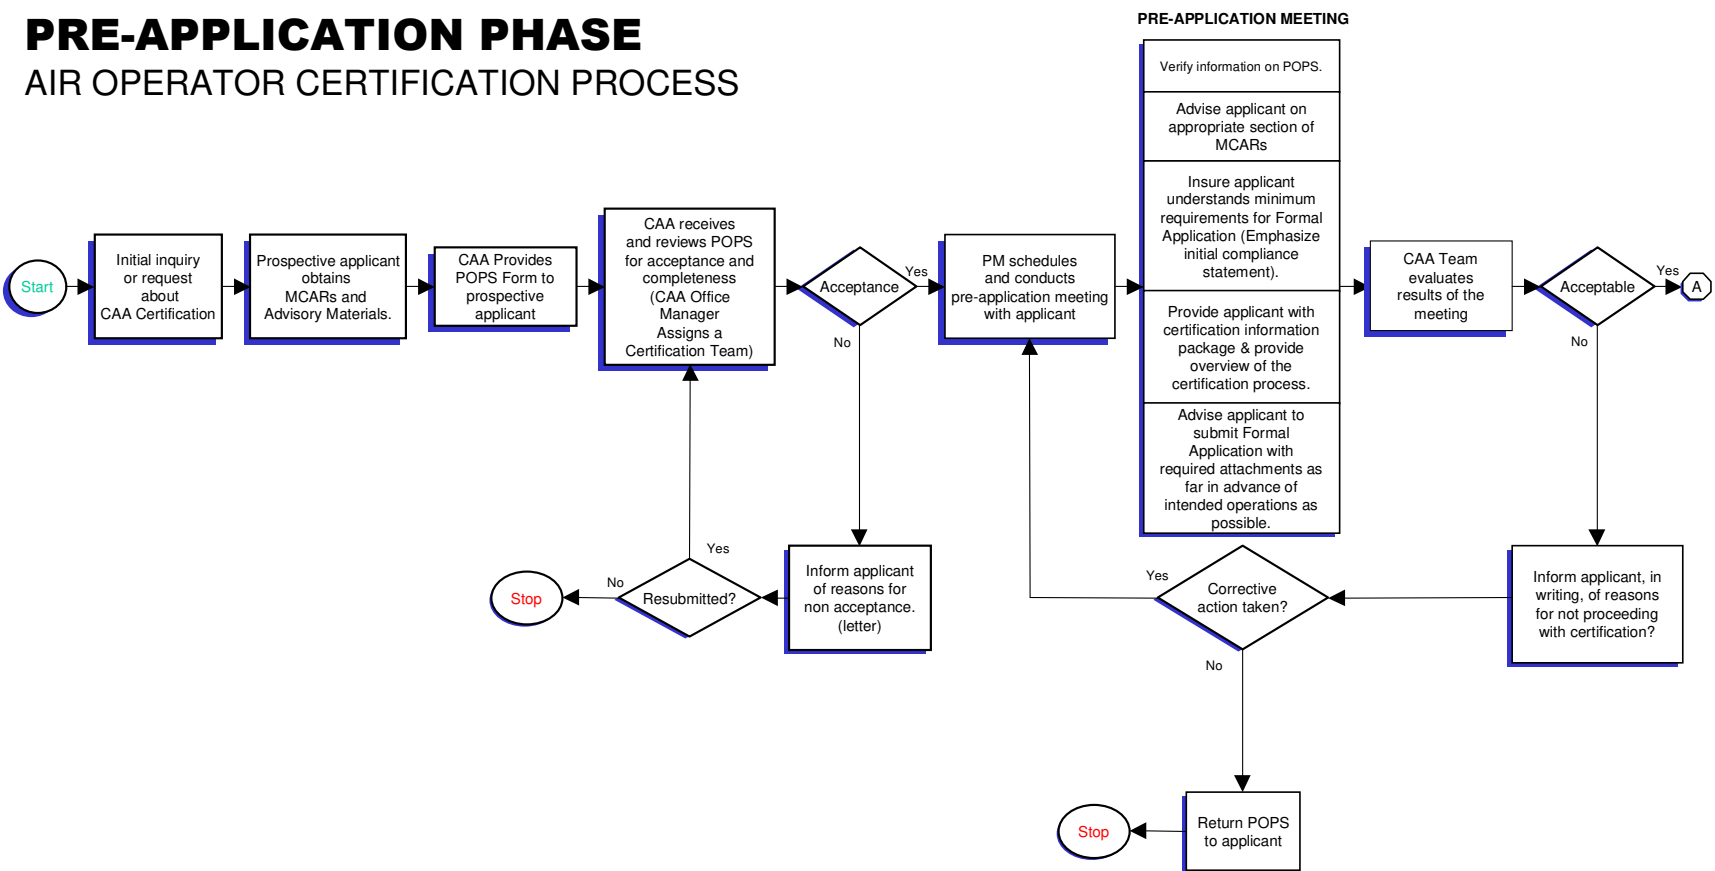 PRE-APPLICATION PHASE
AIR OPERATOR CERTIFICATION PROCESS
PRE-APPLICATION MEETING
Verify information on POPS.
Advise applicant on
appropriate section of
MCARs
Insure applicant
understands minimum
requirements for Formal
Application (Emphasize
initial compliance
statement).
Provide applicant with
certification information
package & provide
overview of the
certification process.
Advise applicant to
submit Formal
Application with
required attachments as
far in advance of
intended operations as
possible.
Start
Initial inquiry
or request
about
CAA Certification
Prospective applicant
obtains
MCARs and
Advisory Materials.
CAA Provides
POPS Form to
prospective
applicant
CAA receives
and reviews POPS
for acceptance and
completeness
(CAA Office
Manager
Assigns a
Certification Team)
Acceptance
Yes
No
PM schedules
and conducts
pre-application meeting
with applicant
CAA Team
evaluates
results of the
meeting
Acceptable
Yes
A
No
Stop
No
Resubmitted?
Yes
Inform applicant
of reasons for
non acceptance.
(letter)
Yes
Corrective
action taken?
No
Inform applicant, in
writing, of reasons
for not proceeding
with certification?
Stop
Return POPS
to applicant